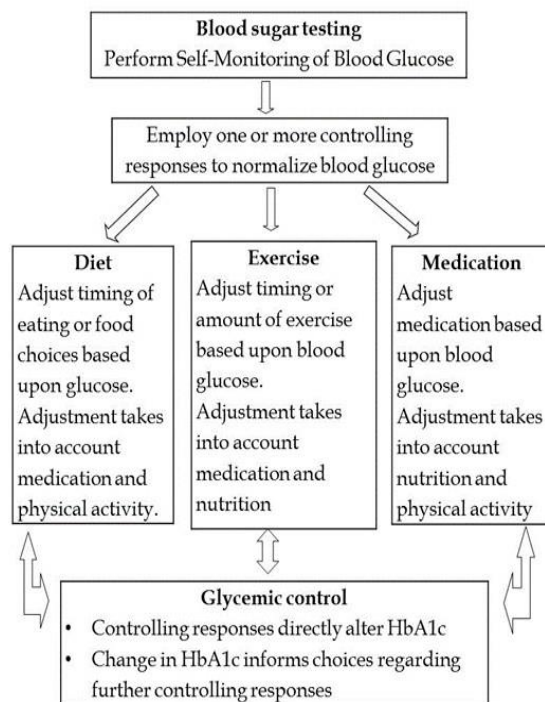 Blood sugar testing
Perform Self-Monitoring of Blood Glucose
Employ one or more controlling
responses to normalize blood glucose
Diet
Adjust timing of
eating or food
choices based
upon glucose.
Adjustment takes
into account
medication and
physical activity.
Exercise
Adjust timing or
amount of exercise
based upon blood
glucose.
Adjustment takes
into account
medication and
nutrition
Medication
Adjust
medication based
upon blood
glucose.
Adjustment takes
into account
nutrition and
physical activity
Glycemic control
• Controlling responses directly alter HbA1c
• Change in HbA1c informs choices regarding
further controlling responses